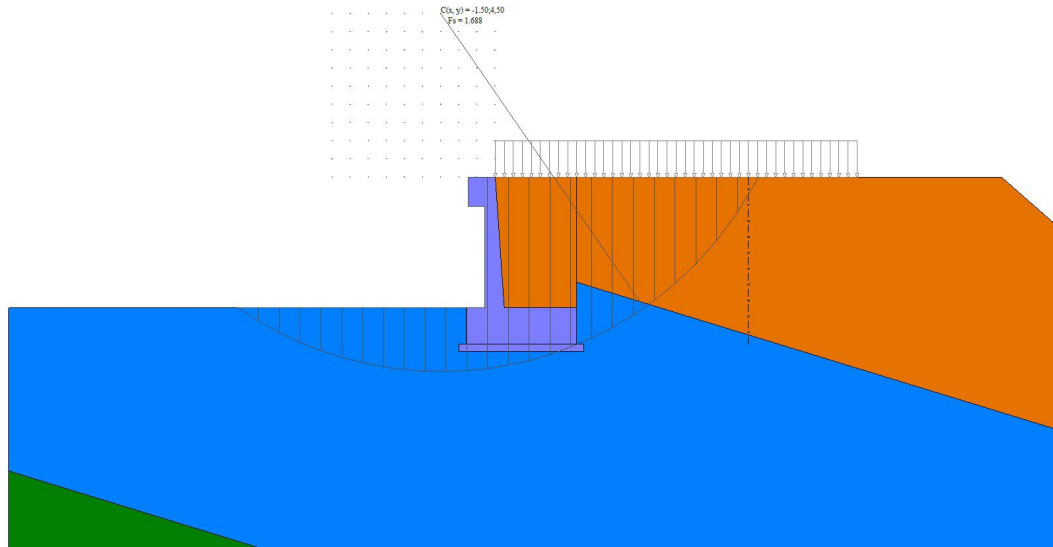 C(x, y) = -1.50;4,50
Fs = 1.688